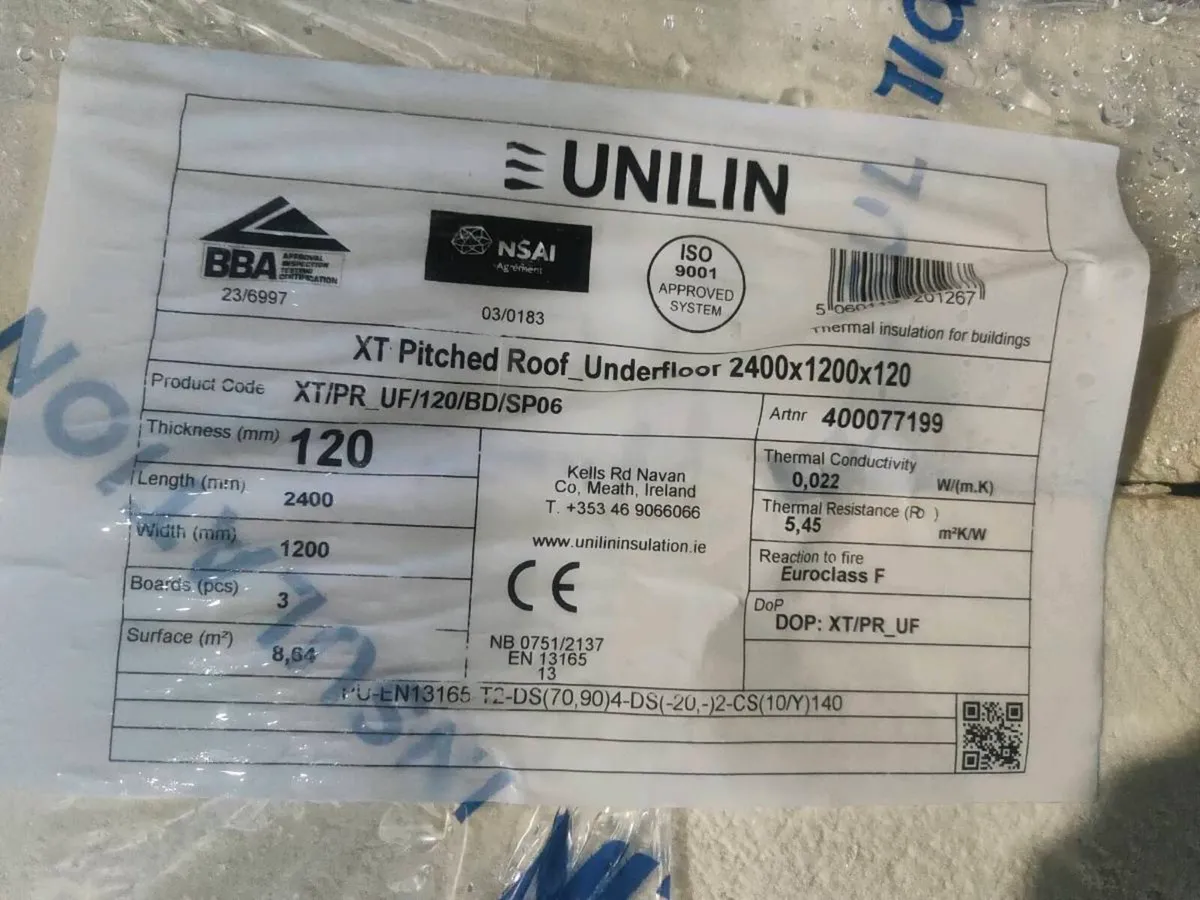 UNILIN
BBA APPROVAL INSPECTION TESTING CERTIFICATION
23/6997
NSAI
Agrément
03/0183
ISO
9001
APPROVED
SYSTEM
201267
Thermal insulation for buildings
XT Pitched Roof_Underfloor 2400x1200x120
Product Code XT/PR_UF/120/BD/SP06
Artnr 400077199
Thickness (mm) 120
Length (mm) 2400
Width (mm) 1200
Boards (pcs) 3
Surface (m²) 8,64
Kells Rd Navan
Co, Meath, Ireland
T. +353 46 9066066
www.unilininsulation.ie
CE
NB 0751/2137
EN 13165
13
Thermal Conductivity
0,022 W/(m.K)
Thermal Resistance (RD )
5,45 m²K/W
Reaction to fire
Euroclass F
DoP
DOP: XT/PR_UF
PU-EN13165 T2-DS(70,90)4-DS(-20,-)2-CS(10/Y)140
INSULATION